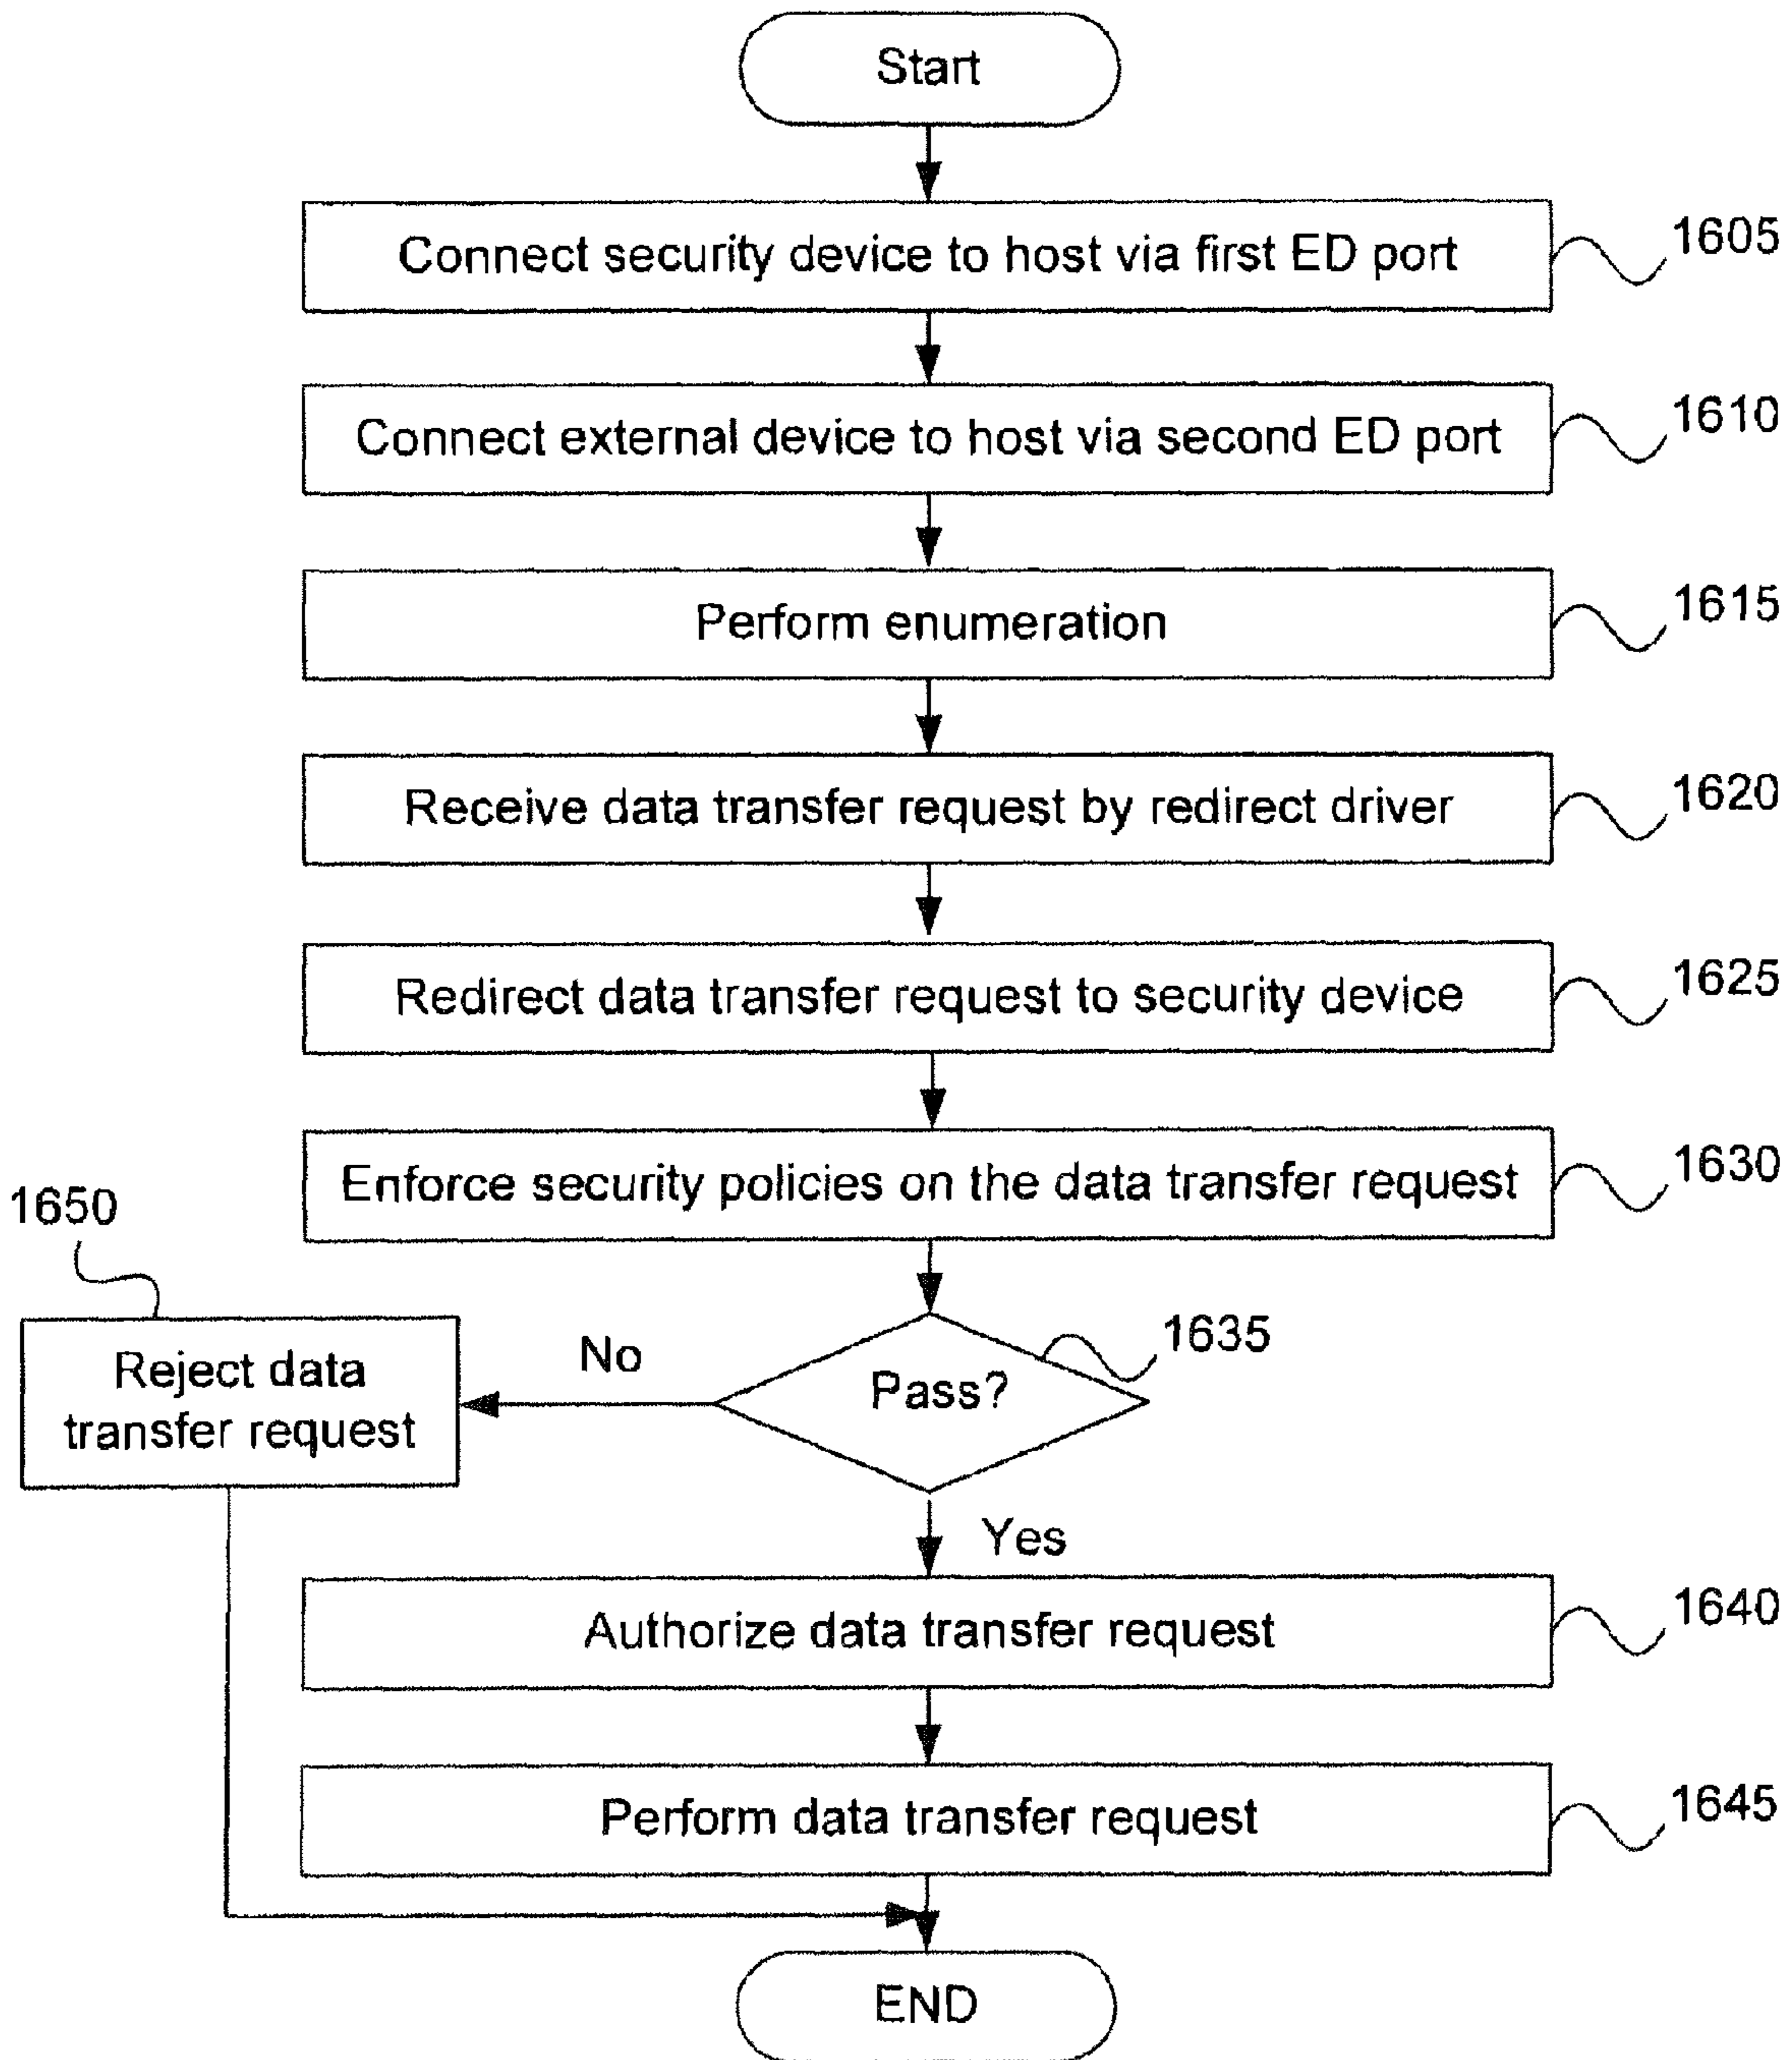 Start
Connect security device to host via first ED port
1605
Connect external device to host via second ED port
1610
Perform enumeration
1615
Receive data transfer request by redirect driver
1620
Redirect data transfer request to security device
1625
Enforce security policies on the data transfer request
1630
1650
Reject data
transfer request
No
Pass?
1635
Yes
Authorize data transfer request
1640
Perform data transfer request
1645
END